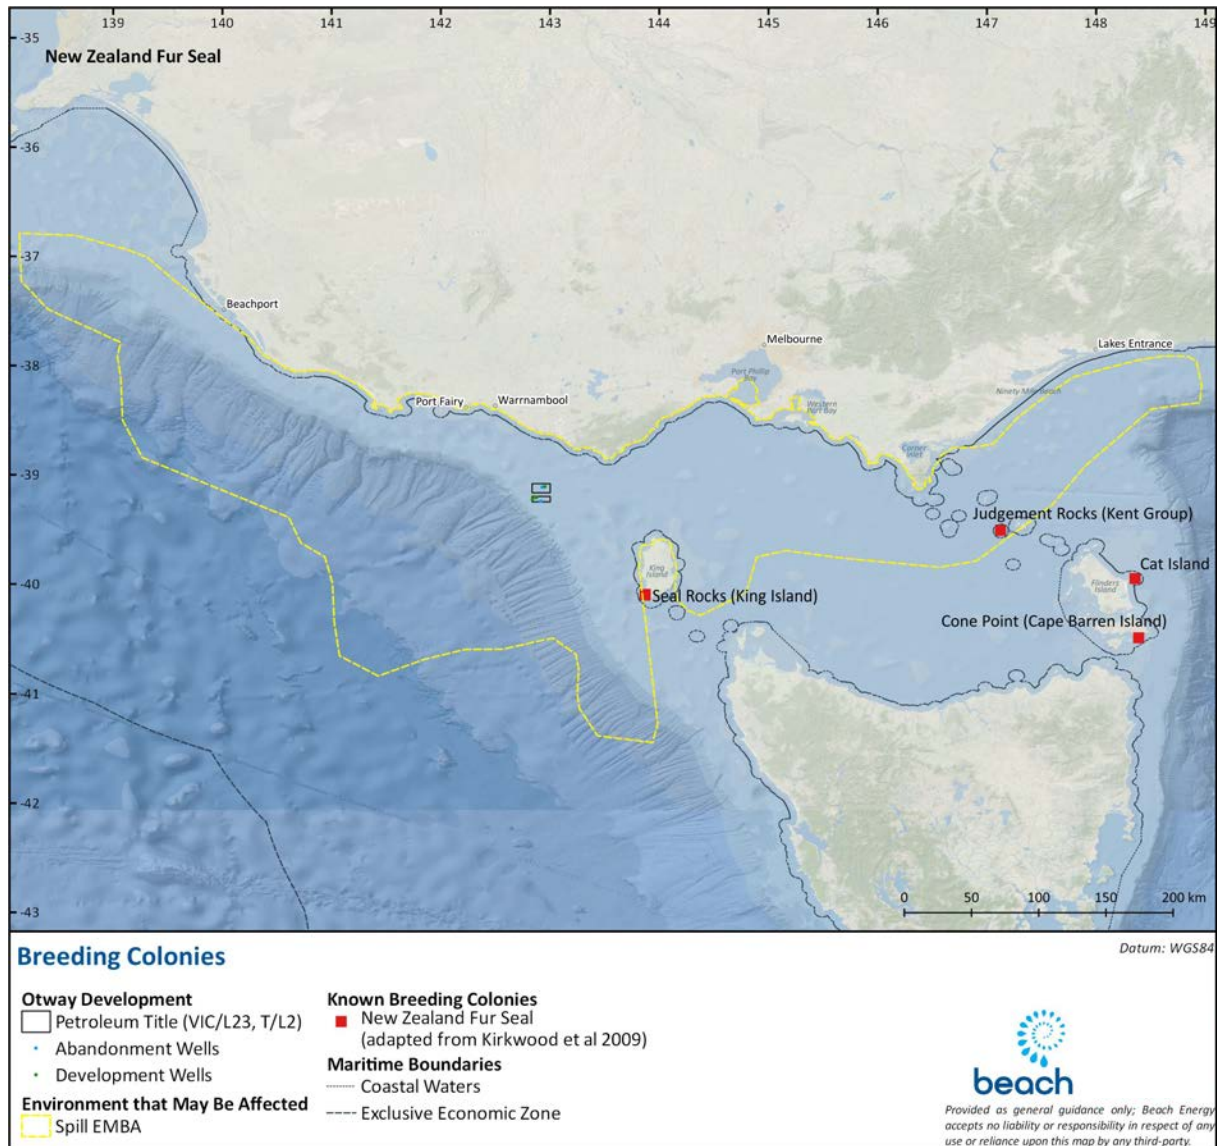 139 140 141 142 143 144 145 146 147 148 149
-35
New Zealand Fur Seal
-36
-37
Beachport
-38
Melbourne
Lakes Entrance
Port Phillip
Bay
Ninety Mile Beach
Port Fairy
Warrnambool
Western
Port Bay
Corner
Inlet
-39
Judgement Rocks (Kent Group)
-40
King
Island
Seal Rocks (King Island)
Cat Island
Flinders
Island
Cone Point (Cape Barren Island)
-41
-42
-43
0 50 100 150 200 km
Breeding Colonies
Datum: WGS84
Otway Development
Petroleum Title (VIC/L23, T/L2)
Abandonment Wells
Development Wells
Environment that May Be Affected
Spill EMBA
Known Breeding Colonies
New Zealand Fur Seal
(adapted from Kirkwood et al 2009)
Maritime Boundaries
Coastal Waters
Exclusive Economic Zone
beach
Provided as general guidance only; Beach Energy
accepts no liability or responsibility in respect of any
use or reliance upon this map by any third-party.